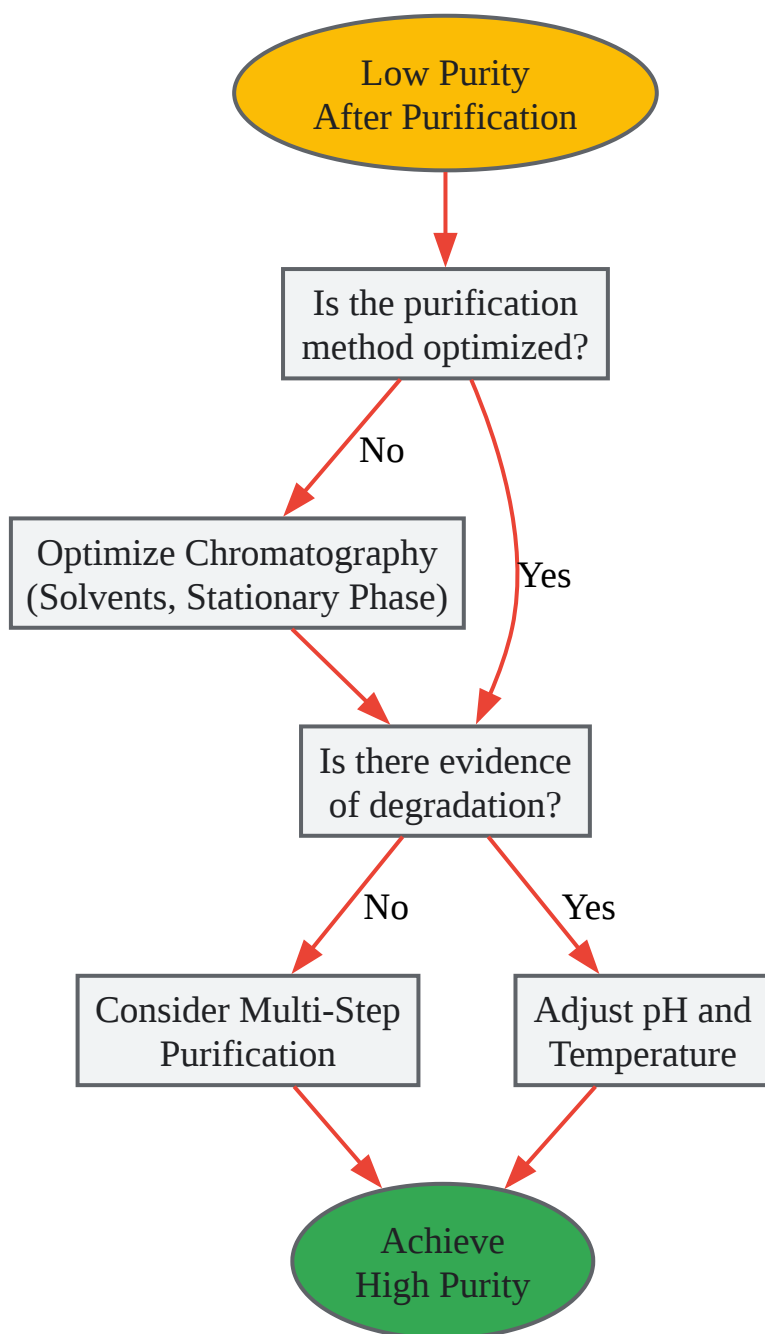 Low Purity
After Purification
Is the purification
method optimized?
No
Optimize Chromatography
(Solvents, Stationary Phase)
Yes
Is there evidence
of degradation?
No
Yes
Consider Multi-Step
Purification
Adjust pH and
Temperature
Achieve
High Purity